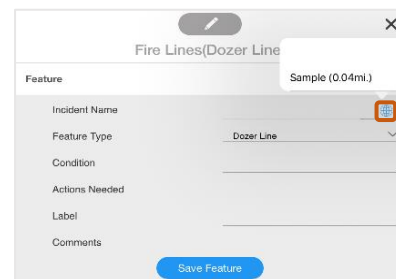 Fire Lines(Dozer Line
Sample (0.04mi.)
Feature
Incident Name
Feature Type Dozer Line
Condition
Actions Needed
Label
Comments
Save Feature